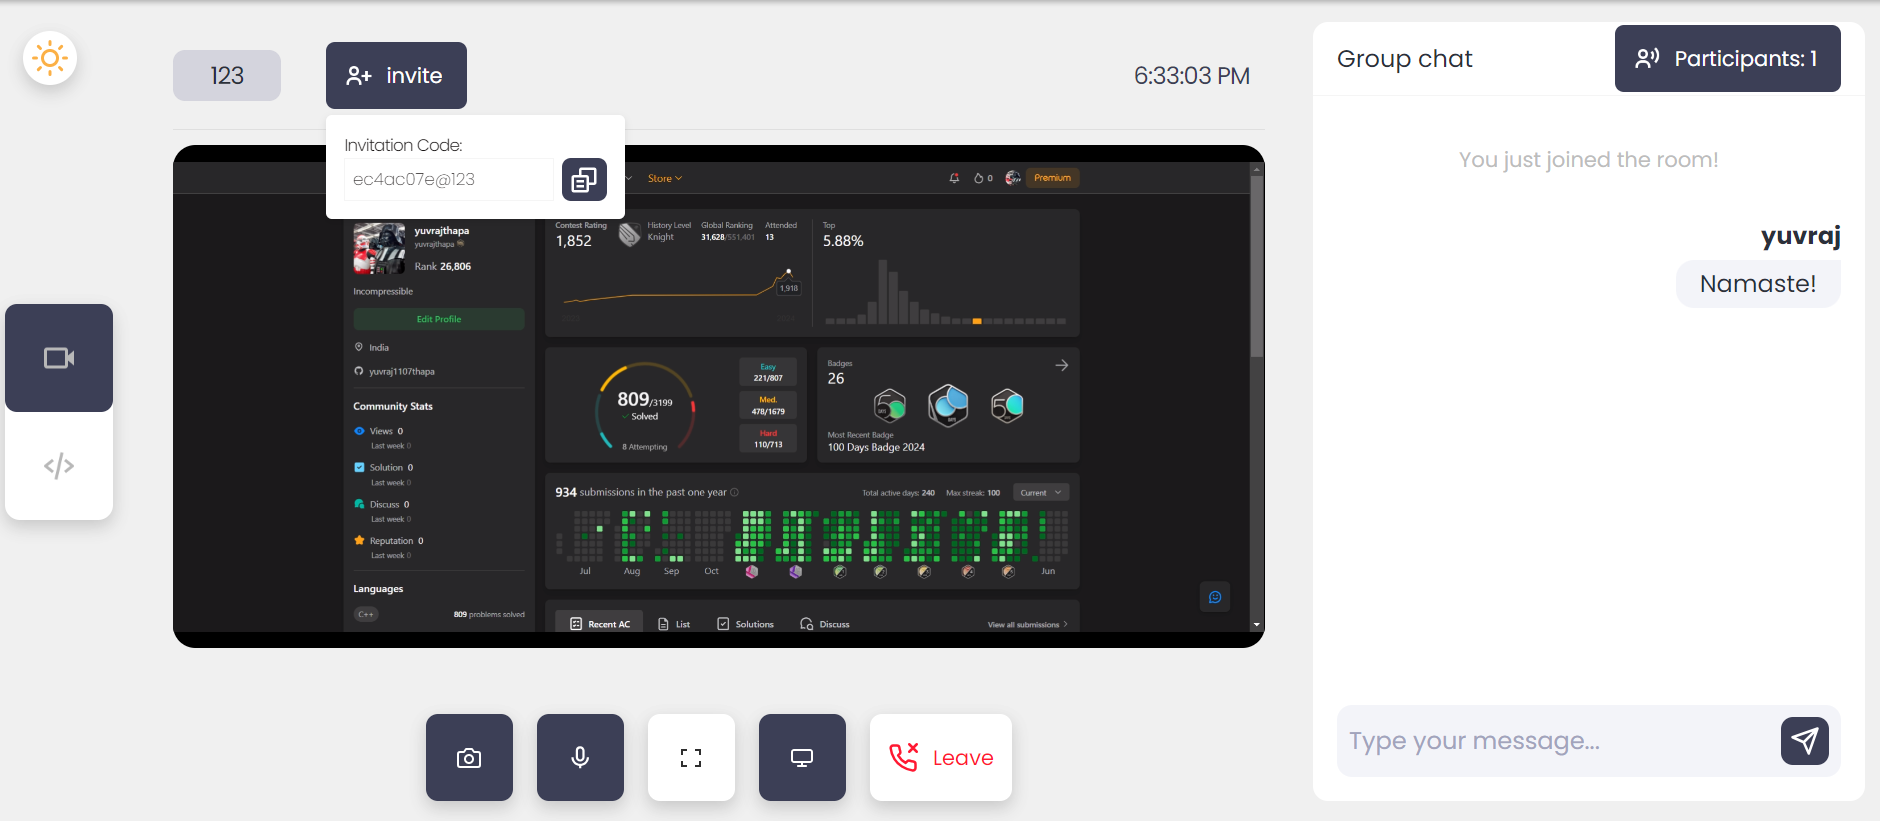 123
invite
6:33:03 PM
Invitation Code:
ec4ac07e@123
Store
0
Premium
yuvrajthapa
yuvrajthapa
Rank 26,806
Incompressible
Edit Profile
India
yuvraj1107thapa
Community Stats
Views 0
Last week 0
Solution 0
Last week 0
Discuss 0
Last week 0
Reputation 0
Last week 0
Languages
C++
809 problems solved
Contest Rating
1,852
History Level
Knight
Global Ranking
31,628/551,401
Attended
13
1,918
Top
5.88%
809/3199
Solved
8 Attempting
Easy
221/807
Med.
478/1679
Hard
110/713
Badges
26
Most Recent Badge
100 Days Badge 2024
934 submissions in the past one year
Total active days: 240
Max streak: 100
Current
Jul
Aug
Sep
Oct
Jun
Recent AC
List
Solutions
Discuss
View all submissions
Leave
Group chat
Participants: 1
You just joined the room!
yuvraj
Namaste!
Type your message...